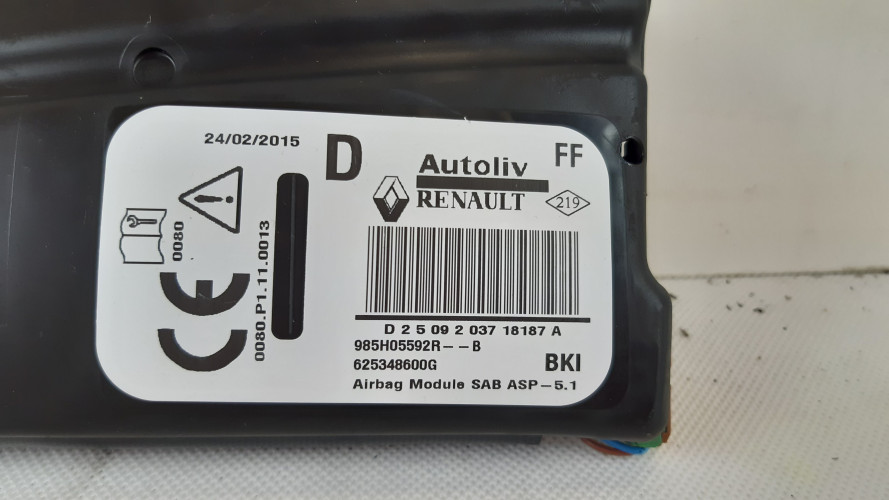 24/02/2015
D
Autoliv
FF
RENAULT
219
0080
0080.P1.11.0013
CE
D 2 5 09 2 037 18187 A
985H05592R--B
625348600G
BKI
Airbag Module SAB ASP-5.1